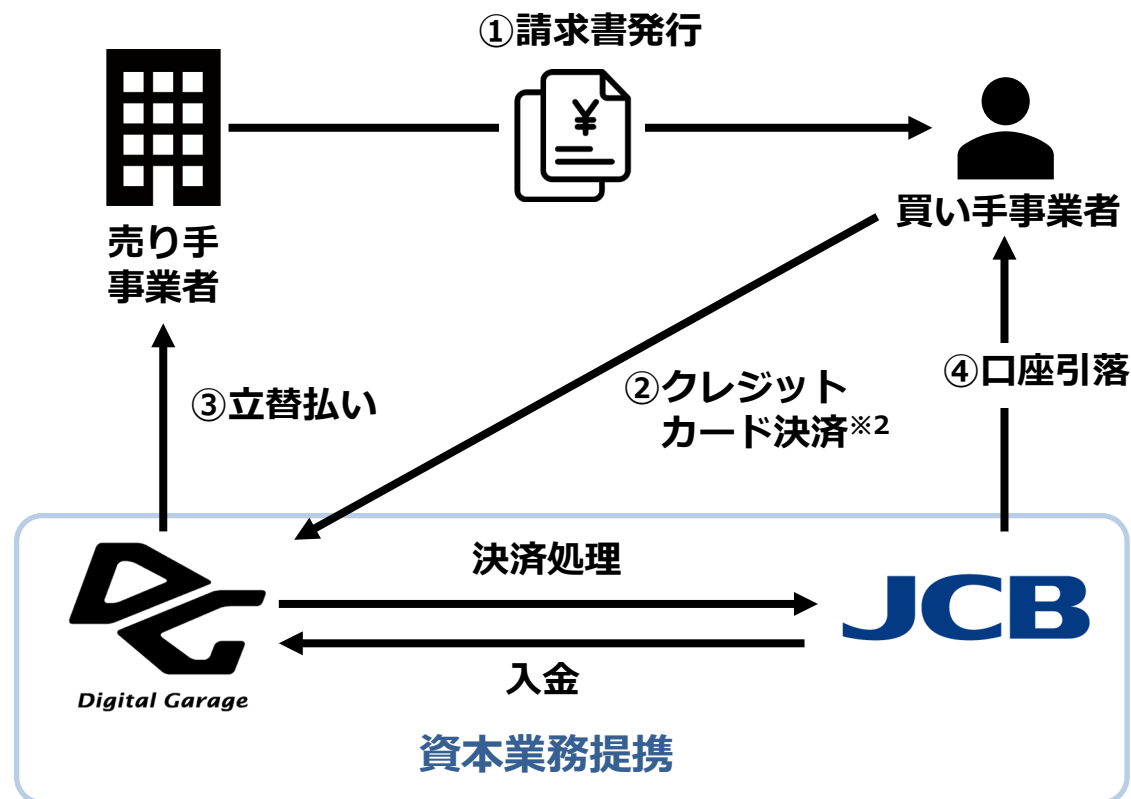 ①請求書発行
¥
売り手
事業者
買い手事業者
③立替払い
②クレジット
カード決済※2
④口座引落
DG
Digital Garage
決済処理
入金
JCB
資本業務提携